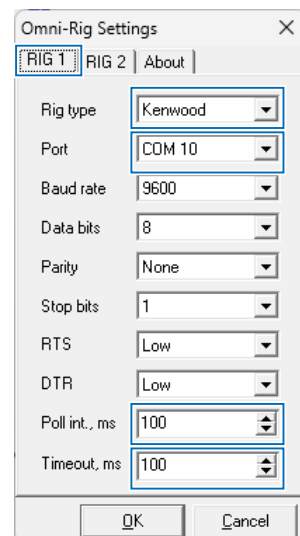 Omni-Rig Settings
RIG 1 RIG 2 About
Rig type Kenwood
Port COM 10
Baud rate 9600
Data bits 8
Parity None
Stop bits 1
RTS Low
DTR Low
Poll int., ms 100
Timeout, ms 100
OK Cancel